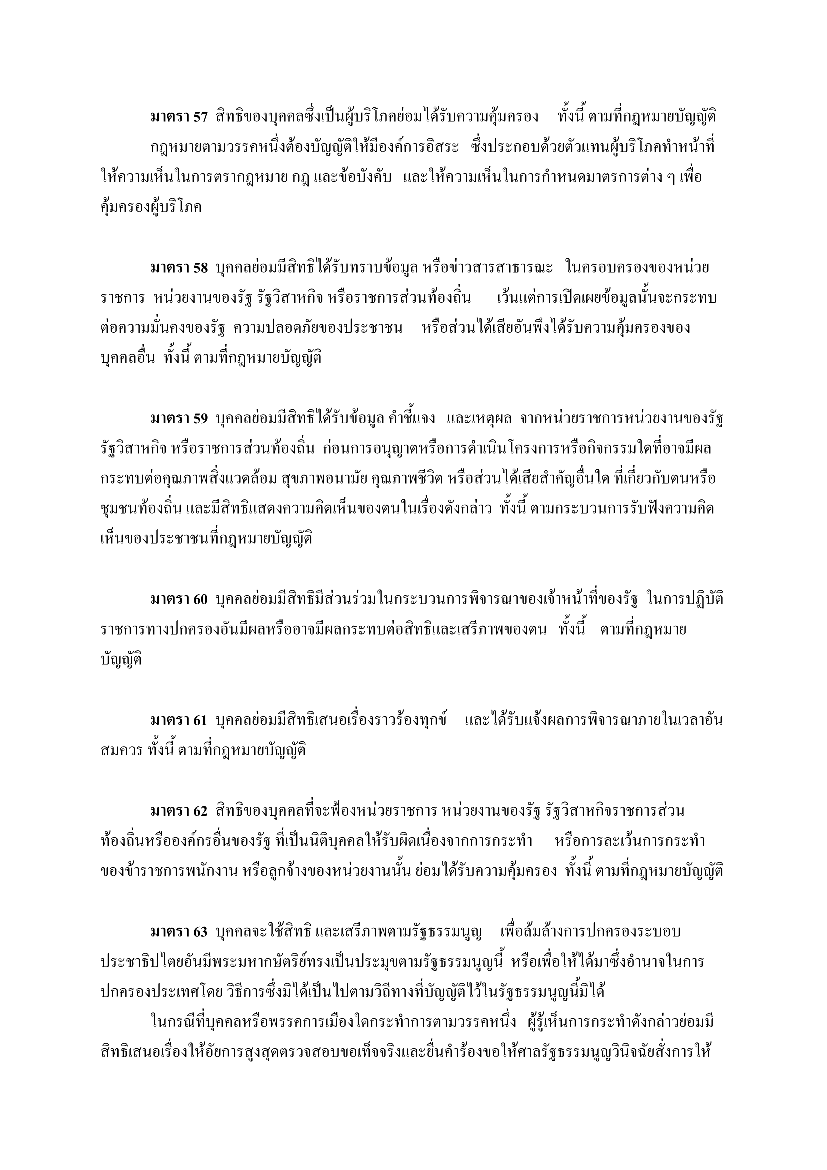 มาตรา 57 สิทธิของบุคคลซึ่งเป็นผู้บริโภคย่อมได้รับความคุ้มครอง ทั้งนี้ ตามที่กฎหมายบัญญัติ
กฎหมายตามวรรคหนึ่งต้องบัญญัติให้มีองค์การอิสระ ซึ่งประกอบด้วยตัวแทนผู้บริโภคทำหน้าที่
ให้ความเห็นในการตรากฎหมาย กฎ และข้อบังคับ และให้ความเห็นในการกำหนดมาตรการต่าง ๆ เพื่อ
คุ้มครองผู้บริโภค
มาตรา 58 บุคคลย่อมมีสิทธิได้รับทราบข้อมูล หรือข่าวสารสาธารณะ ในครอบครองของหน่วย
ราชการ หน่วยงานของรัฐ รัฐวิสาหกิจ หรือราชการส่วนท้องถิ่น เว้นแต่การเปิดเผยข้อมูลนั้นจะกระทบ
ต่อความมั่นคงของรัฐ ความปลอดภัยของประชาชน หรือส่วนได้เสียอันพึงได้รับความคุ้มครองของ
บุคคลอื่น ทั้งนี้ ตามที่กฎหมายบัญญัติ
มาตรา 59 บุคคลย่อมมีสิทธิได้รับข้อมูล คำชี้แจง และเหตุผล จากหน่วยราชการหน่วยงานของรัฐ
รัฐวิสาหกิจ หรือราชการส่วนท้องถิ่น ก่อนการอนุญาตหรือการดำเนินโครงการหรือกิจกรรมใดที่อาจมีผล
กระทบต่อคุณภาพสิ่งแวดล้อม สุขภาพอนามัย คุณภาพชีวิต หรือส่วนได้เสียสำคัญอื่นใด ที่เกี่ยวกับตนหรือ
ชุมชนท้องถิ่น และมีสิทธิแสดงความคิดเห็นของตนในเรื่องดังกล่าว ทั้งนี้ ตามกระบวนการรับฟังความคิด
เห็นของประชาชนที่กฎหมายบัญญัติ
มาตรา 60 บุคคลย่อมมีสิทธิมีส่วนร่วมในกระบวนการพิจารณาของเจ้าหน้าที่ของรัฐ ในการปฏิบัติ
ราชการทางปกครองอันมีผลหรืออาจมีผลกระทบต่อสิทธิและเสรีภาพของตน ทั้งนี้ ตามที่กฎหมาย
บัญญัติ
มาตรา 61 บุคคลย่อมมีสิทธิเสนอเรื่องราวร้องทุกข์ และได้รับแจ้งผลการพิจารณาภายในเวลาอัน
สมควร ทั้งนี้ ตามที่กฎหมายบัญญัติ
มาตรา 62 สิทธิของบุคคลที่จะฟ้องหน่วยราชการ หน่วยงานของรัฐ รัฐวิสาหกิจราชการส่วน
ท้องถิ่นหรือองค์กรอื่นของรัฐ ที่เป็นนิติบุคคลให้รับผิดเนื่องจากการกระทำ หรือการละเว้นการกระทำ
ของข้าราชการพนักงาน หรือลูกจ้างของหน่วยงานนั้น ย่อมได้รับความคุ้มครอง ทั้งนี้ ตามที่กฎหมายบัญญัติ
มาตรา 63 บุคคลจะใช้สิทธิ และเสรีภาพตามรัฐธรรมนูญ เพื่อล้มล้างการปกครองระบอบ
ประชาธิปไตยอันมีพระมหากษัตริย์ทรงเป็นประมุขตามรัฐธรรมนูญนี้ หรือเพื่อให้ได้มาซึ่งอำนาจในการ
ปกครองประเทศโดย วิธีการซึ่งมิได้เป็นไปตามวิถีทางที่บัญญัติไว้ในรัฐธรรมนูญนี้มิได้
ในกรณีที่บุคคลหรือพรรคการเมืองใดกระทำการตามวรรคหนึ่ง ผู้รู้เห็นการกระทำดังกล่าวย่อมมี
สิทธิเสนอเรื่องให้อัยการสูงสุดตรวจสอบขอเท็จจริงและยื่นคำร้องขอให้ศาลรัฐธรรมนูญวินิจฉัยสั่งการให้